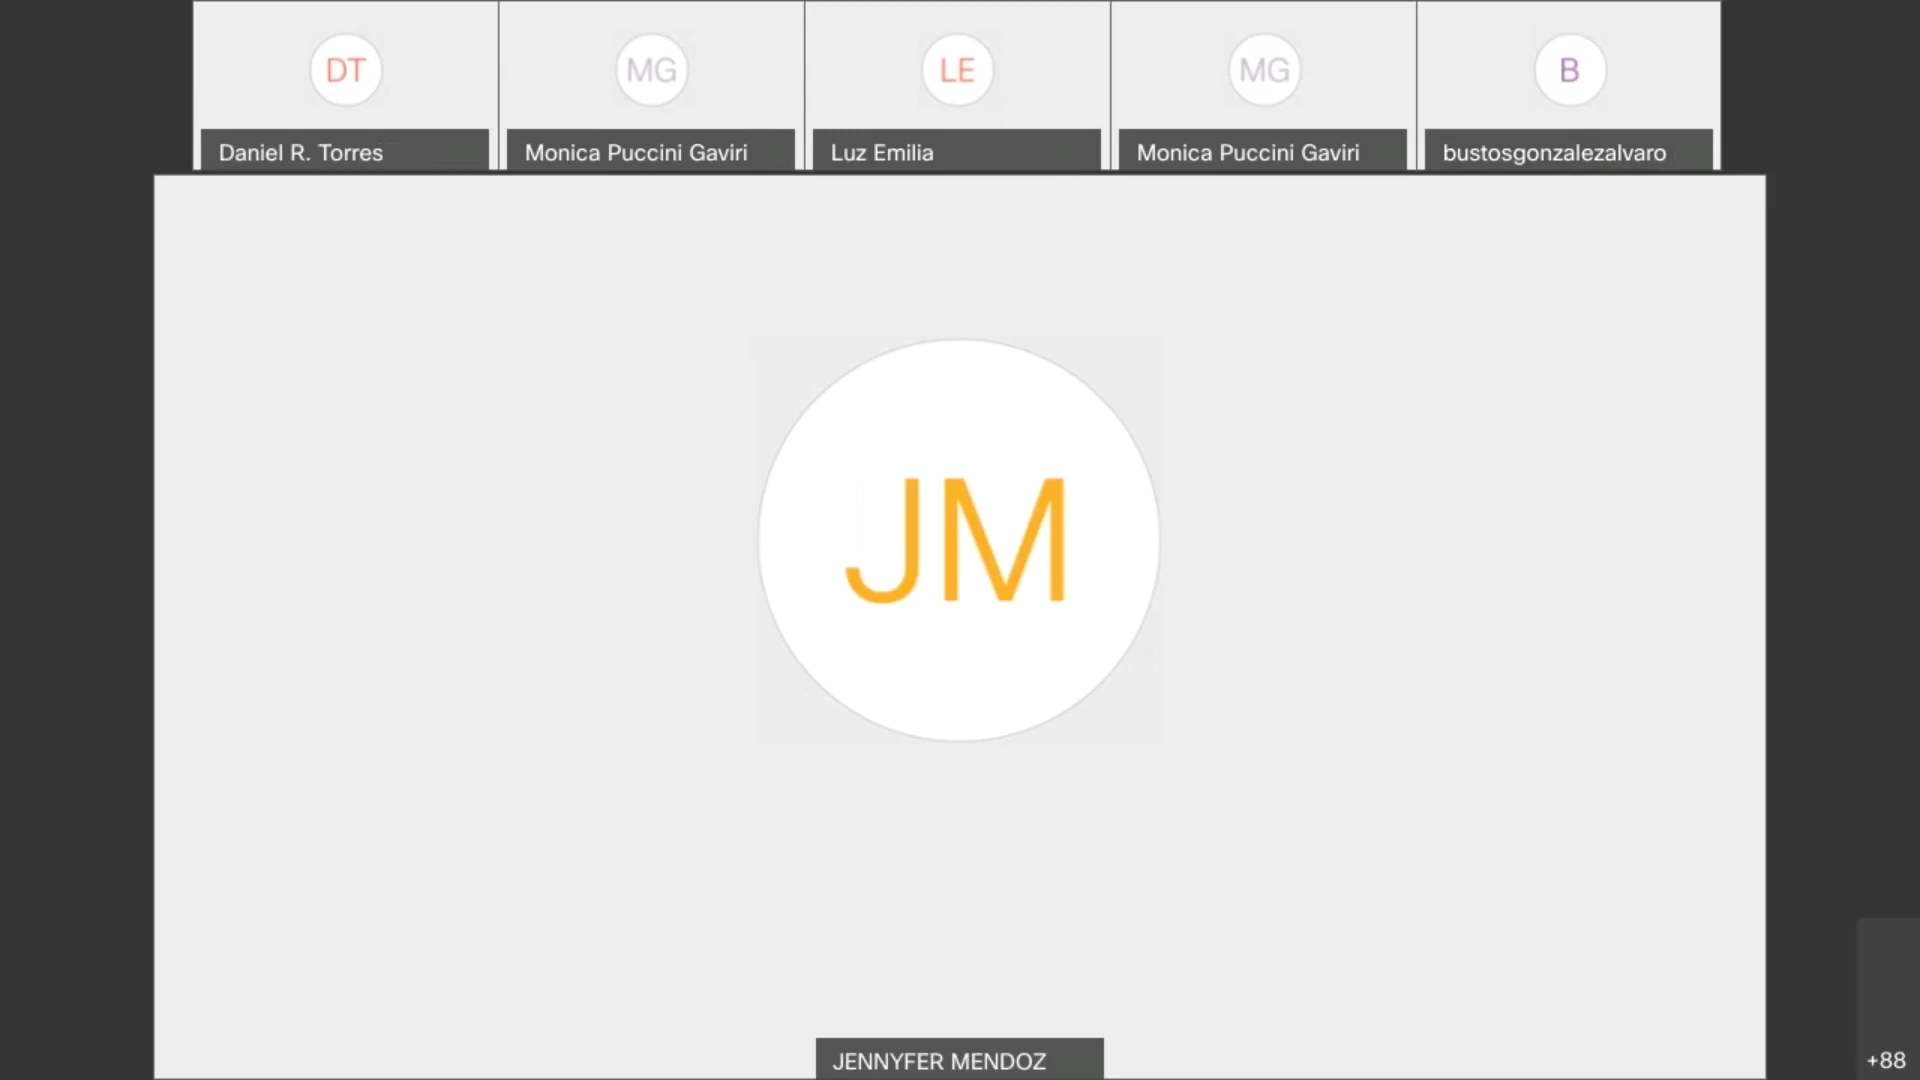 DT
MG
LE
MG
B
Daniel R. Torres
Monica Puccini Gaviri
Luz Emilia
Monica Puccini Gaviri
bustosgonzalezalvaro
JM
JENNYFER MENDOZ
+88